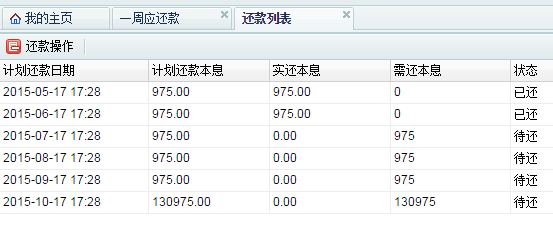 我的主页 一周应还款 还款列表
还款操作
计划还款日期 计划还款本息 实还本息 需还本息 状态
2015-05-17 17:28 975.00 975.00 0 已还
2015-06-17 17:28 975.00 975.00 0 已还
2015-07-17 17:28 975.00 0.00 975 待还
2015-08-17 17:28 975.00 0.00 975 待还
2015-09-17 17:28 975.00 0.00 975 待还
2015-10-17 17:28 130975.00 0.00 130975 待还